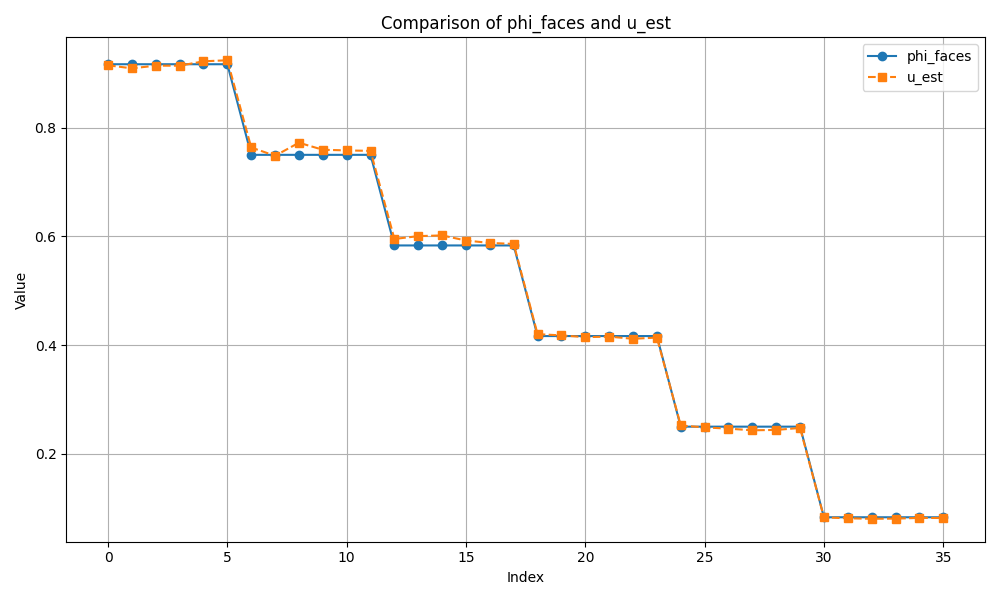 Comparison of phi_faces and u_est
phi_faces
u_est
Value
0.8
0.6
0.4
0.2
0 5 10 15 20 25 30 35
Index